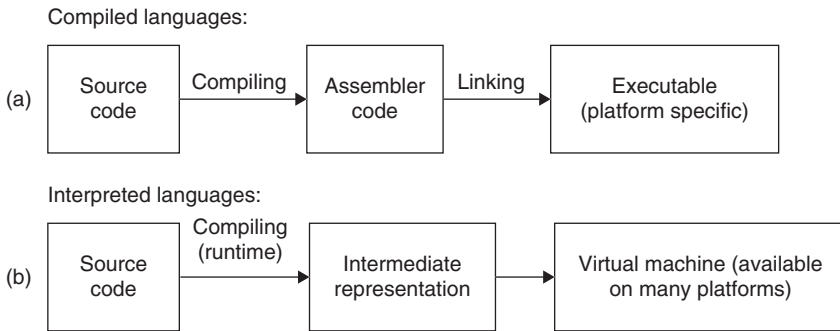 Compiled languages:
(a)
Source
code
Compiling
Assembler
code
Linking
Executable
(platform specific)
Interpreted languages:
(b)
Source
code
Compiling
(runtime)
Intermediate
representation
Virtual machine (available
on many platforms)